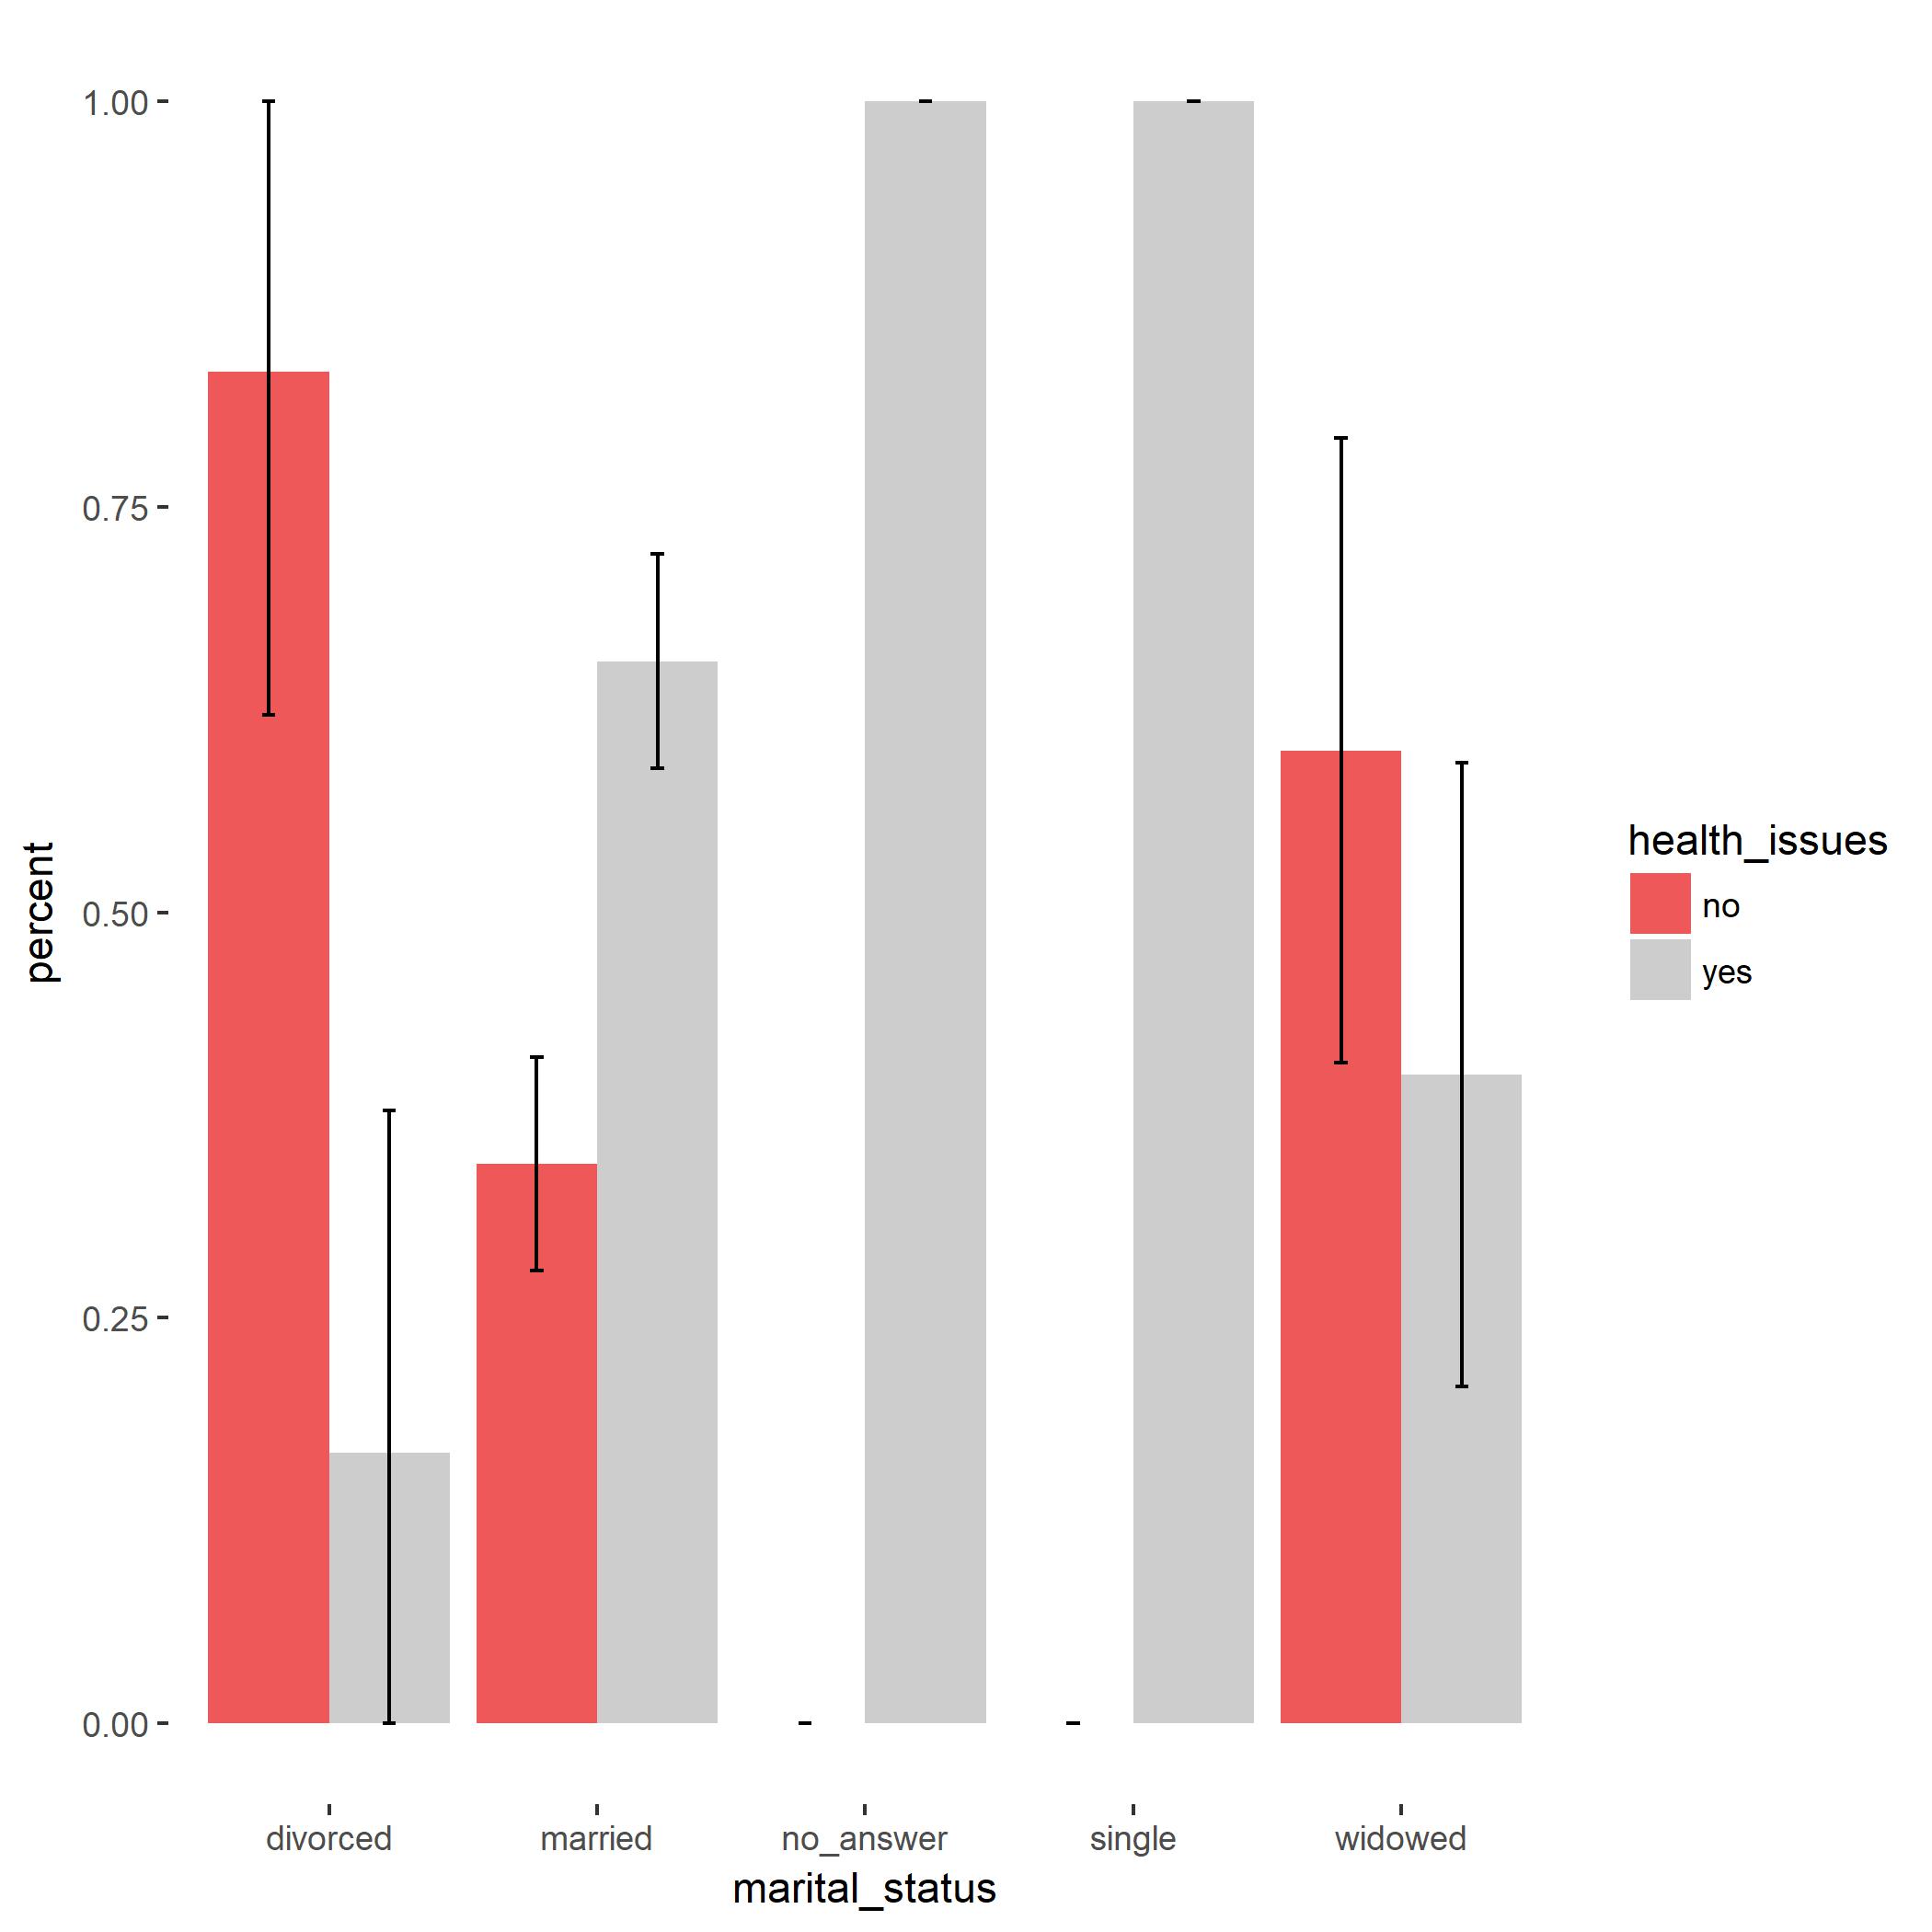 1.00
0.75
0.50
0.25
0.00
percent
divorced
married
no_answer
single
widowed
marital_status
health_issues
no
yes